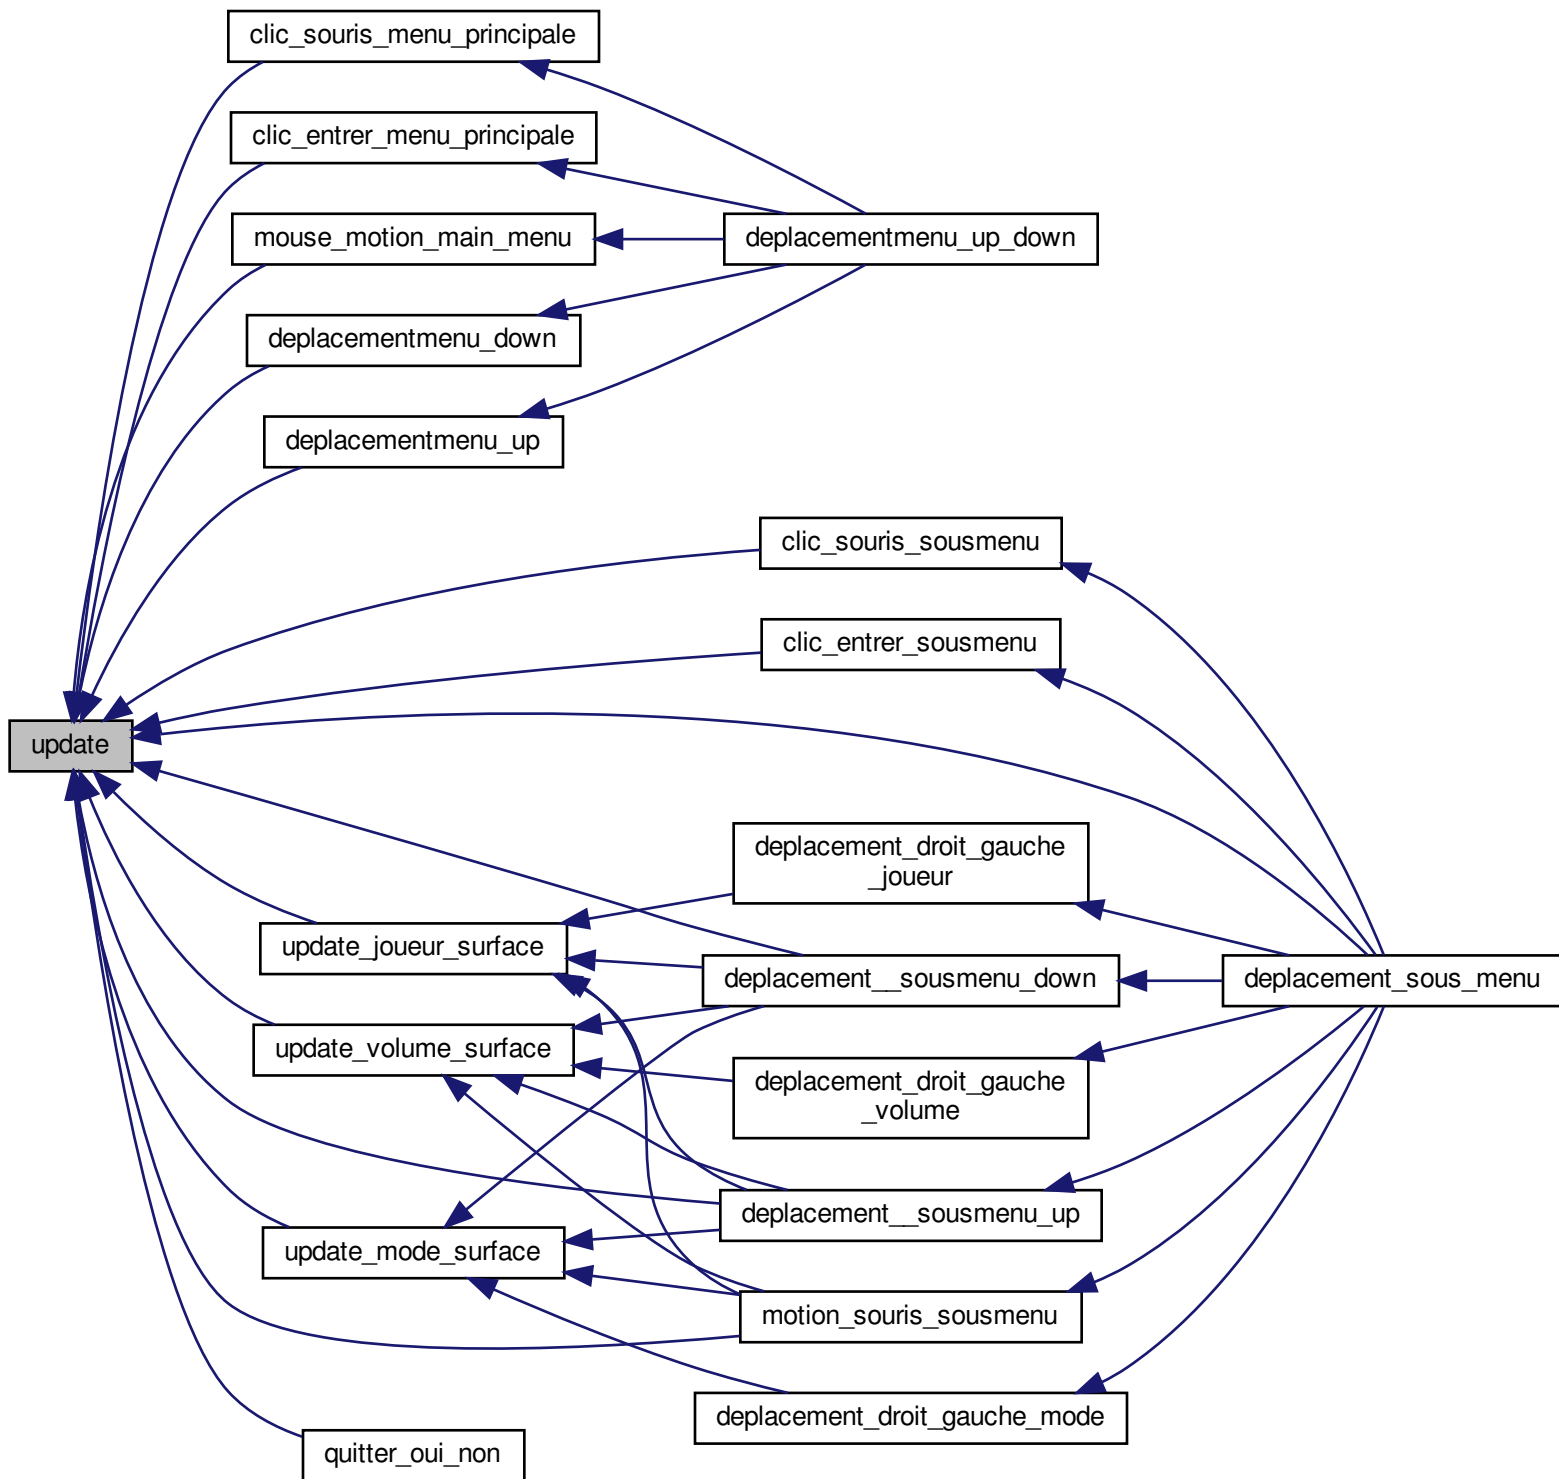 clic_souris_menu_principale
clic_entrer_menu_principale
mouse_motion_main_menu
deplacementmenu_up_down
deplacementmenu_down
deplacementmenu_up
clic_souris_sousmenu
clic_entrer_sousmenu
update
deplacement_droit_gauche
_joueur
update_joueur_surface
deplacement__sousmenu_down
deplacement_sous_menu
update_volume_surface
deplacement_droit_gauche
_volume
deplacement__sousmenu_up
update_mode_surface
motion_souris_sousmenu
deplacement_droit_gauche_mode
quitter_oui_non